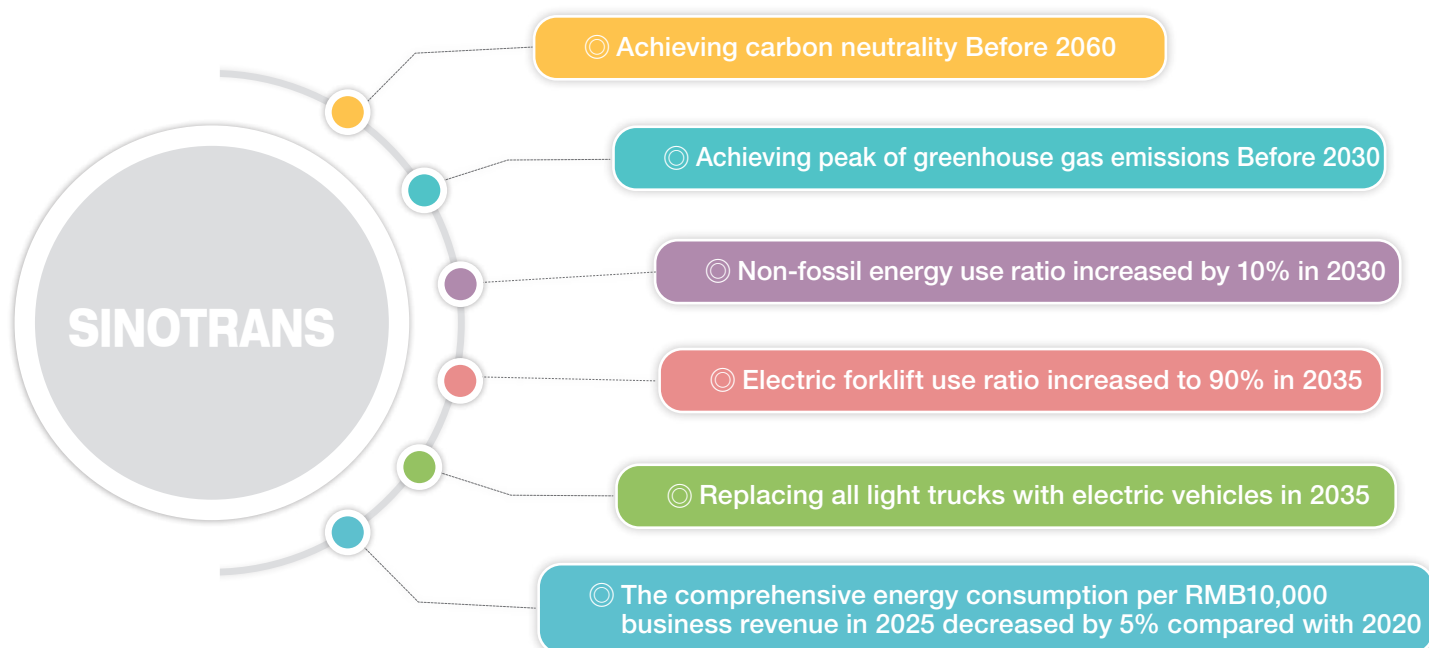 ◎ Achieving carbon neutrality Before 2060
◎ Achieving peak of greenhouse gas emissions Before 2030
◎ Non-fossil energy use ratio increased by 10% in 2030
SINOTRANS
◎ Electric forklift use ratio increased to 90% in 2035
◎ Replacing all light trucks with electric vehicles in 2035
◎ The comprehensive energy consumption per RMB10,000
business revenue in 2025 decreased by 5% compared with 2020